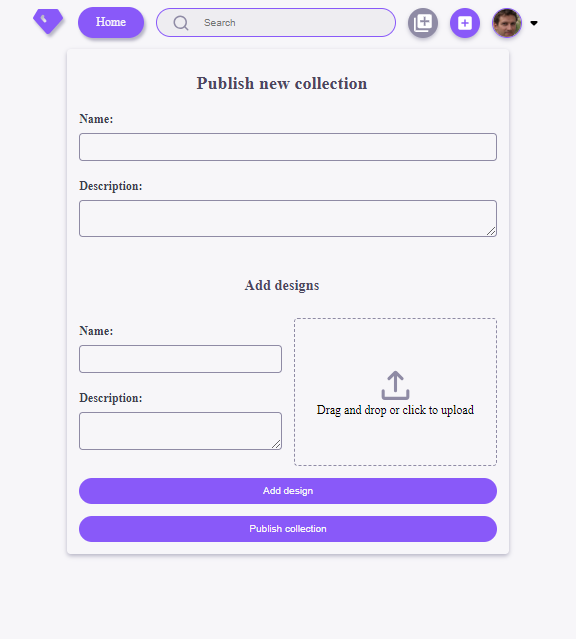 Home
Search
Publish new collection
Name:
Description:
Add designs
Name:
Description:
Drag and drop or click to upload
Add design
Publish collection